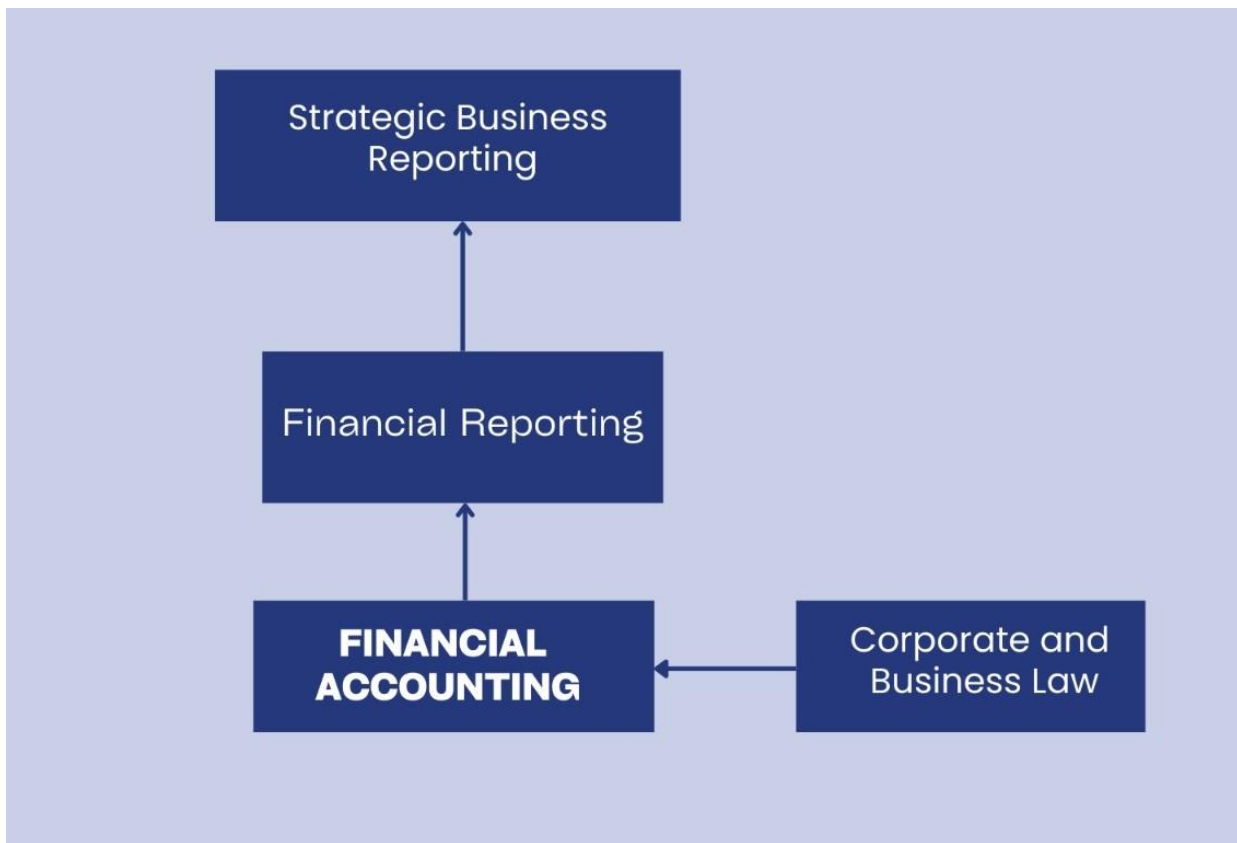 Strategic Business
Reporting
Financial Reporting
FINANCIAL
ACCOUNTING
Corporate and
Business Law